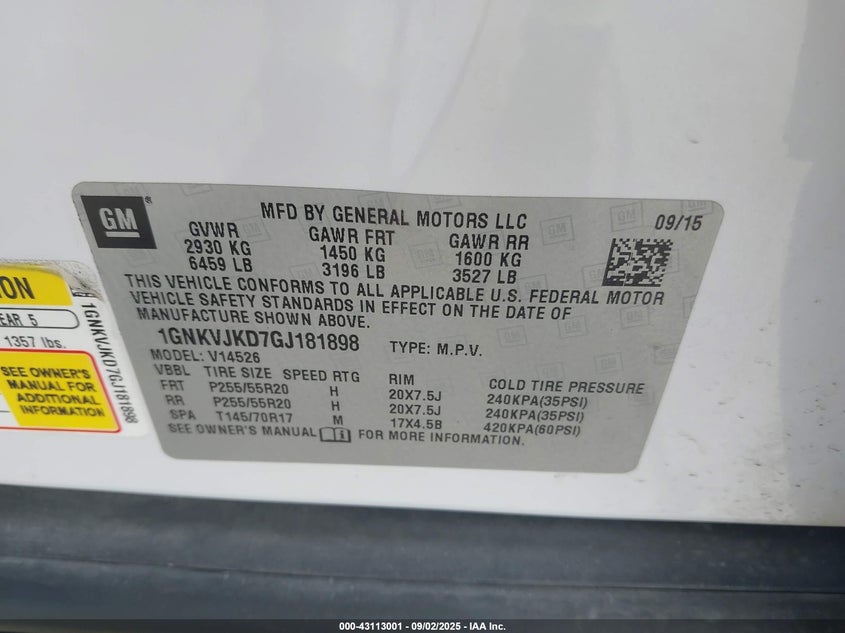 GM
MFD BY GENERAL MOTORS LLC
09/15
GVWR
GAWR FRT
GAWR RR
2930 KG
1450 KG
1600 KG
6459 LB
3196 LB
3527 LB
THIS VEHICLE CONFORMS TO ALL APPLICABLE U.S. FEDERAL MOTOR
VEHICLE SAFETY STANDARDS IN EFFECT ON THE DATE OF
MANUFACTURE SHOWN ABOVE.
1GNKVJKD7GJ181898
TYPE: M.P.V.
MODEL: V14526
VBBL TIRE SIZE SPEED RTG RIM COLD TIRE PRESSURE
FRT P255/55R20 H 20X7.5J 240KPA(35PSI)
RR P255/55R20 H 20X7.5J 240KPA(35PSI)
SPA T145/70R17 M 17X4.5B 420KPA(60PSI)
SEE OWNER'S MANUAL FOR MORE INFORMATION.
EAR 5
1357 lbs.
SEE OWNER'S
MANUAL FOR
ADDITIONAL
INFORMATION
1GNKVJKD7GJ181898
000-43113001 - 09/02/2025 - IAA Inc.